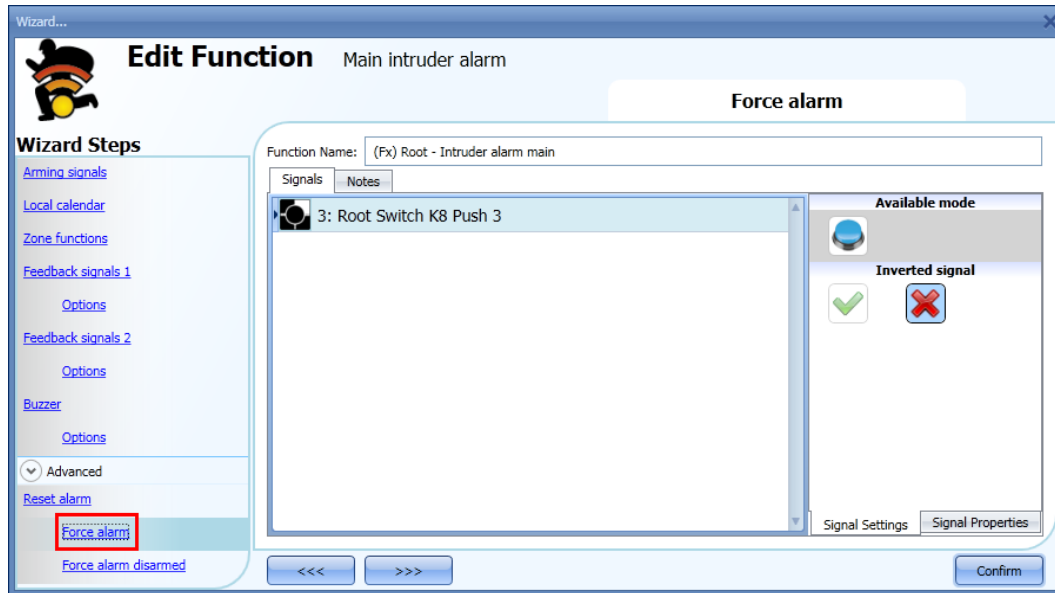 Wizard...
Edit Function Main intruder alarm
Force alarm
Wizard Steps
Arming signals
Local calendar
Zone functions
Feedback signals 1
Options
Feedback signals 2
Options
Buzzer
Options
Advanced
Reset alarm
Force alarm
Force alarm disarmed
Function Name: (Fx) Root - Intruder alarm main
Signals Notes
3: Root Switch K8 Push 3
Available mode
Inverted signal
Signal Settings Signal Properties
<<< >>> Confirm